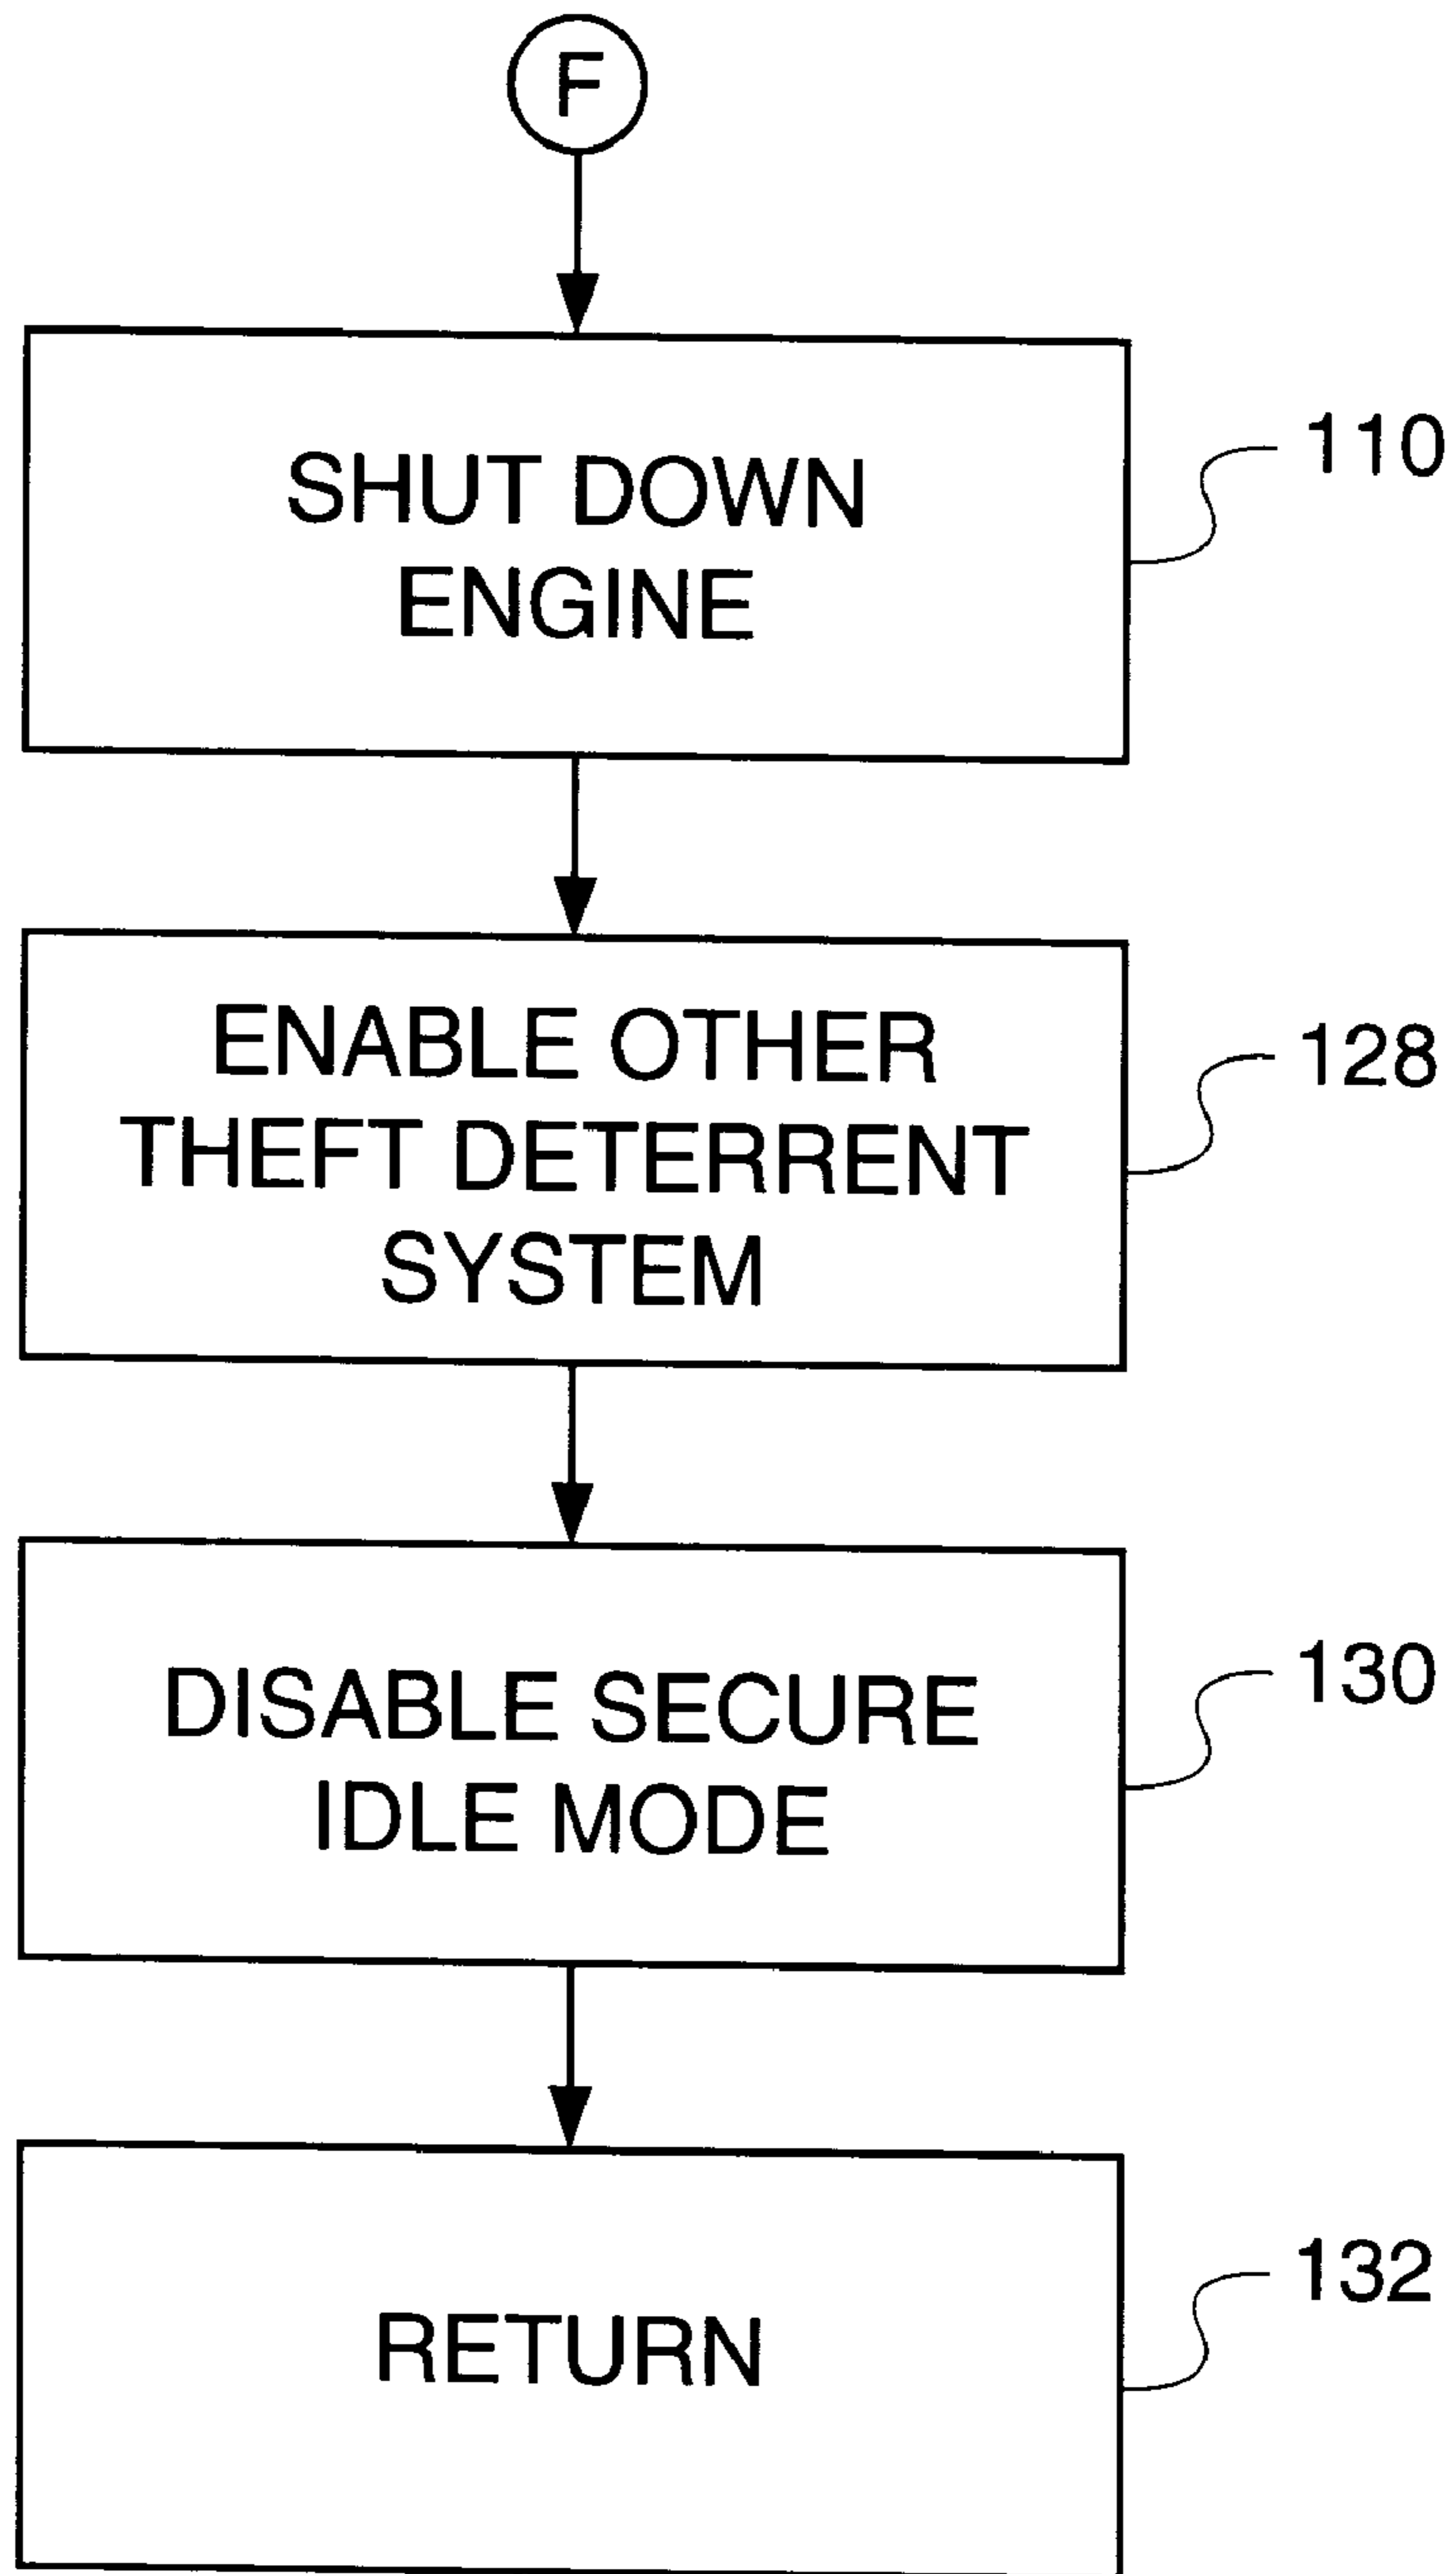 F
SHUT DOWN
ENGINE
110
ENABLE OTHER
THEFT DETERRENT
SYSTEM
128
DISABLE SECURE
IDLE MODE
130
RETURN
132